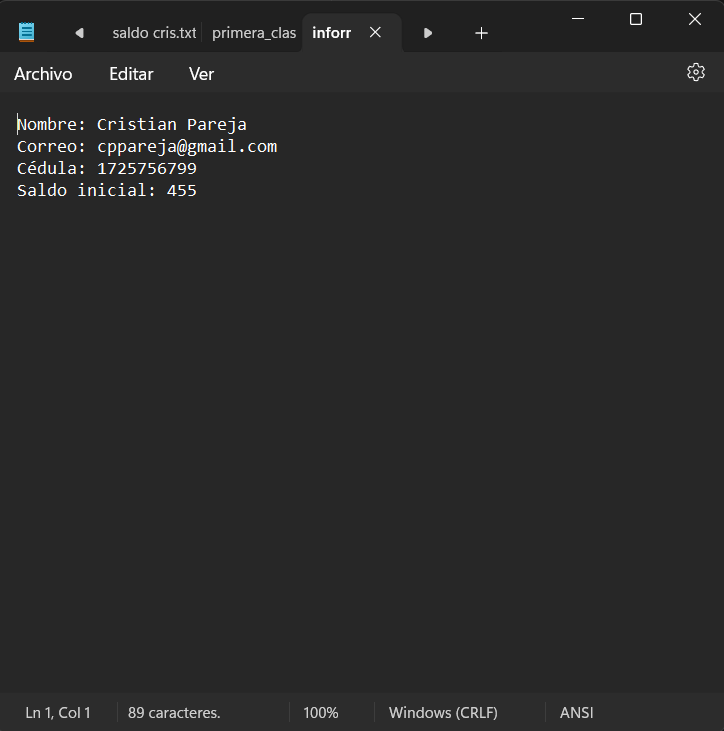 saldo cris.txt primera_clas inforr
Archivo Editar Ver
Nombre: Cristian Pareja
Correo: cppareja@gmail.com
Cédula: 1725756799
Saldo inicial: 455
Ln 1, Col 1 89 caracteres. 100% Windows (CRLF) ANSI